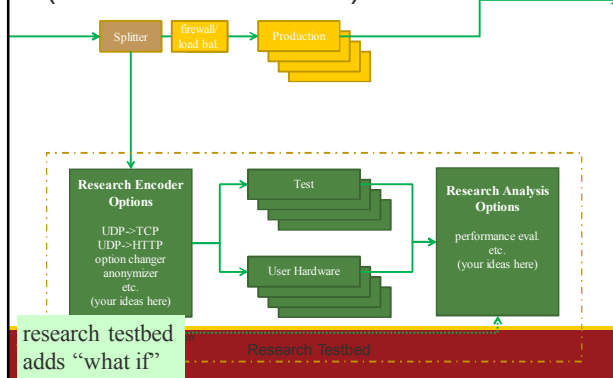 Splitter
firewall/
load bal.
Production
Research Encoder
Options
UDP->TCP
UDP->HTTP
option changer
anonymizer
etc.
(your ideas here)
Test
User Hardware
Research Analysis
Options
performance eval.
etc.
(your ideas here)
research testbed
adds “what if”
Research Testbed